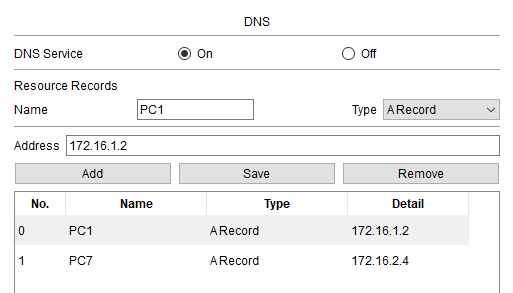 DNS
DNS Service On Off
Resource Records
Name PC1 Type A Record
Address 172.16.1.2
Add Save Remove
No. Name Type Detail
0 PC1 A Record 172.16.1.2
1 PC7 A Record 172.16.2.4